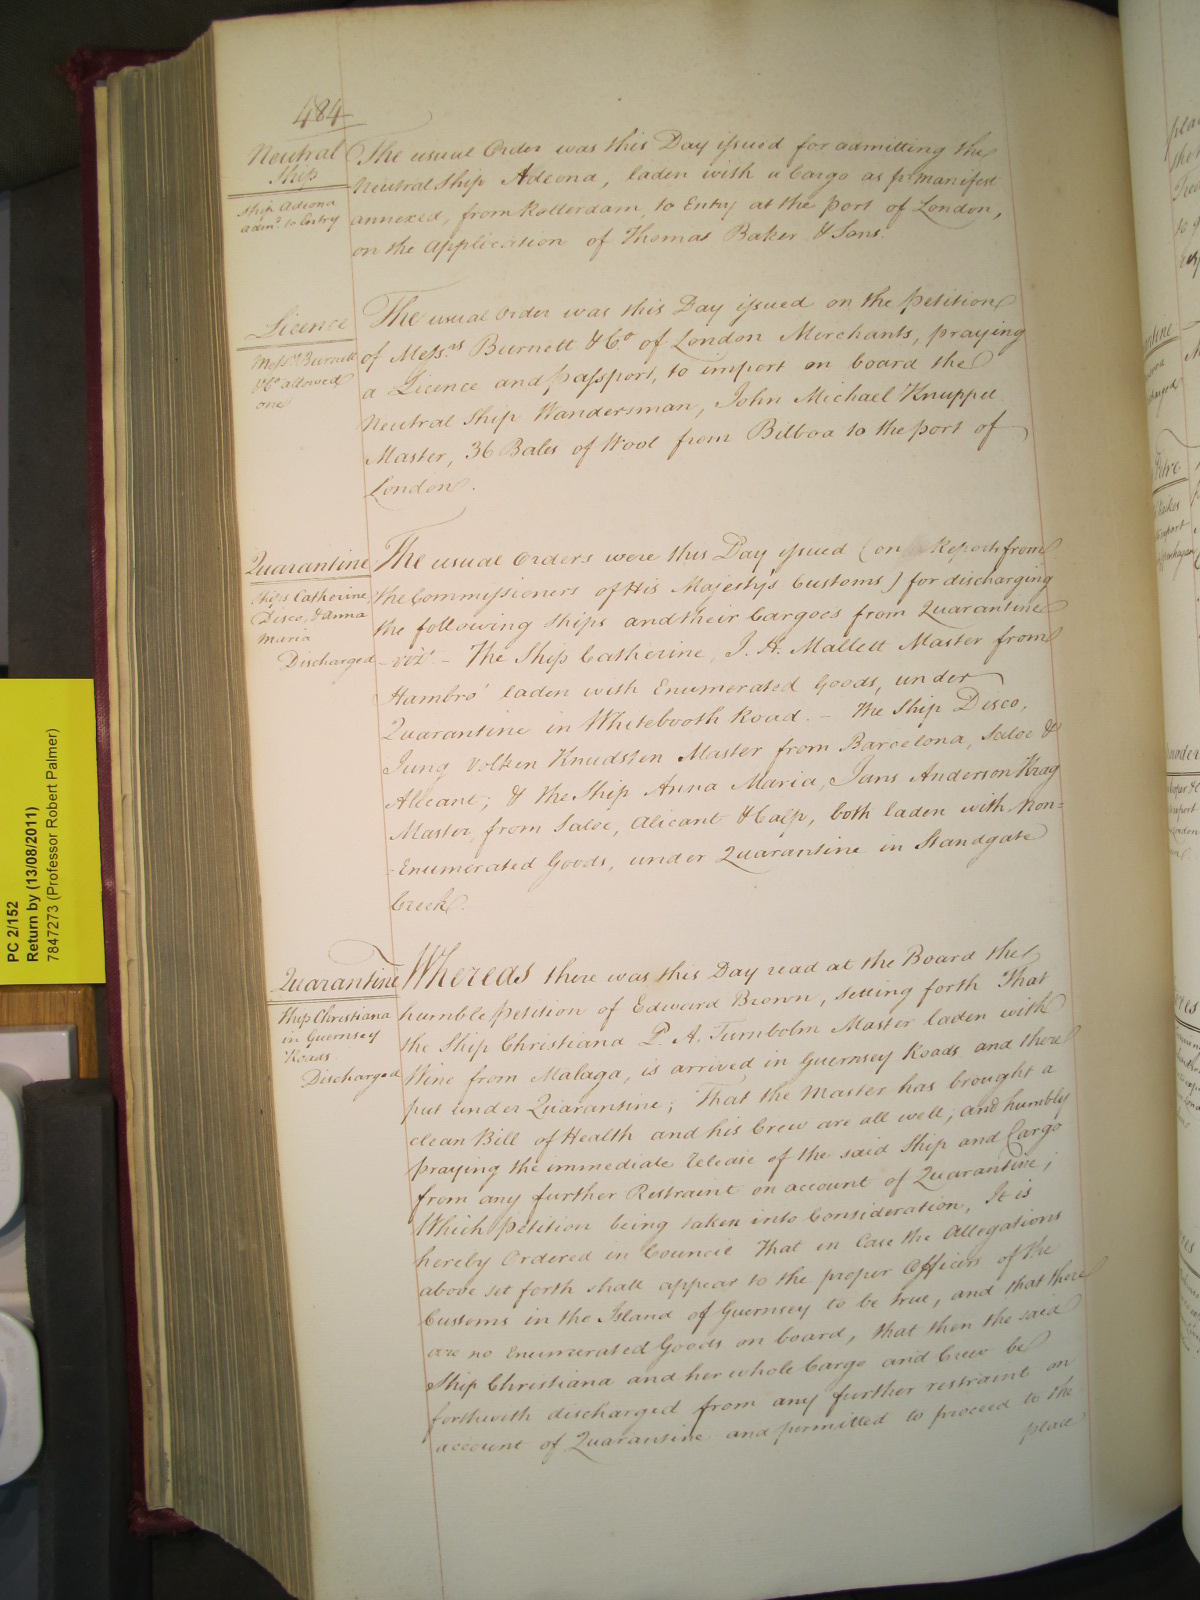 484
Neutral
Ship
Ship Adeona
adm.d to Entry
The usual Order was this Day issued for admitting the
Neutral Ship Adeona, laden with a Cargo as pr. manifest
annexed, from Rotterdam, to Entry at the port of London,
on the Application of Thomas Baker & Sons.
Licence
Mess.rs Burnett
& Co allowed
one
The usual Order was this Day issued on the petition
of Mess.rs Burnett & Co. of London Merchants, praying
a Licence and passport, to import on board the
Neutral Ship Wandersman, John Michael Knuppel
Master, 36 Bales of Wool from Bilboa to the port of
London.
Quarantine
Ships Catherine,
Disco, & Anna
Maria
Discharged
The usual Orders were this Day issued (on Reports from
the Commissioners of His Majesty's Customs) for discharging
the following Ships and their Cargoes from Quarantine
- vizt. - The Ship Catherine, J. H. Mallett Master from
Hambro' laden with Enumerated Goods, under
Quarantine in Whitebooth Road. - The Ship Disco,
Jung Volken Knudsten Master from Barcelona, Saloe &
Alicant; & the Ship Anna Maria, Jans Anderson Krag
Master, from Saloe, Alicant & Calp, both laden with Non-
-Enumerated Goods, under Quarantine in Standgate
Creek.
Quarantine
Ship Christiana
in Guernsey
Roads
Discharged
Whereas there was this Day read at the Board the
humble petition of Edward Brown, setting forth That
the Ship Christiana P. A. Turnbolm Master laden with
Wine from Malaga, is arrived in Guernsey Roads and there
put under Quarantine; That the Master has brought a
clean Bill of Health and his Crew are all well; and humbly
praying the immediate release of the said Ship and Cargo
from any further Restraint on account of Quarantine;
Which petition being taken into Consideration, It is
hereby Ordered in Council That in Case the Allegations
above set forth shall appear to the proper Officers of the
Customs in the Island of Guernsey to be true, and that there
are no Enumerated Goods on board, that then the said
Ship Christiana and her whole Cargo and Crew be
forthwith discharged from any further restraint on
account of Quarantine and permitted to proceed to the
place
PC 2/152
Return by (13/08/2011)
7847273 (Professor Robert Palmer)